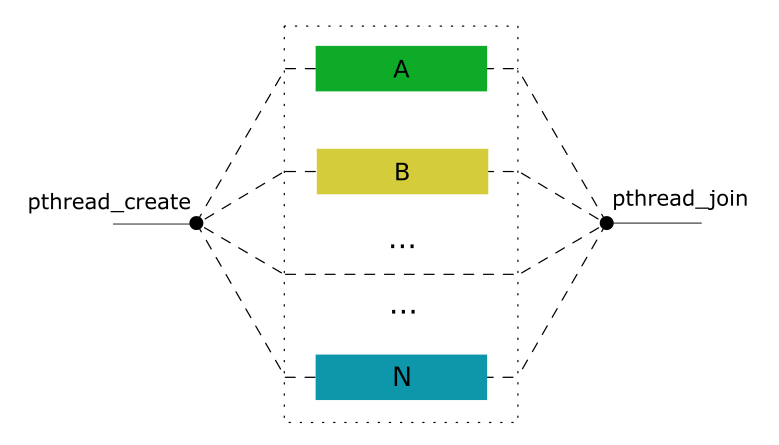 A
B
pthread_create
pthread_join
...
...
N